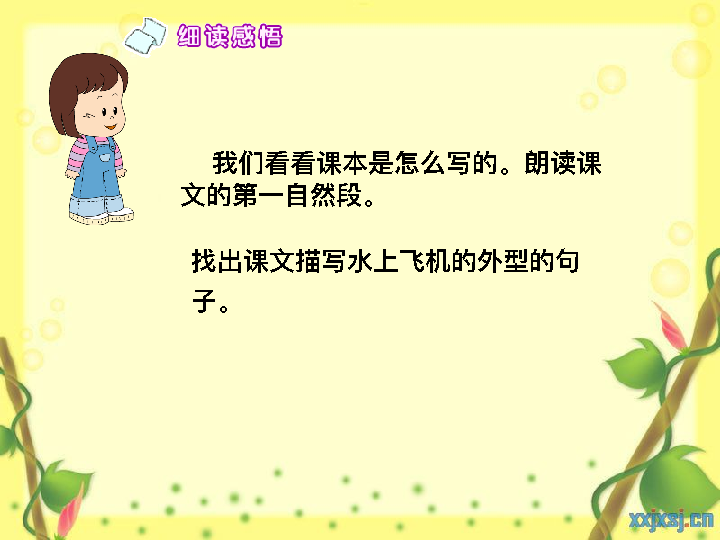 细读感悟
我们看看课本是怎么写的。朗读课
文的第一自然段。
找出课文描写水上飞机的外型的句
子。
xxjxsj.cn